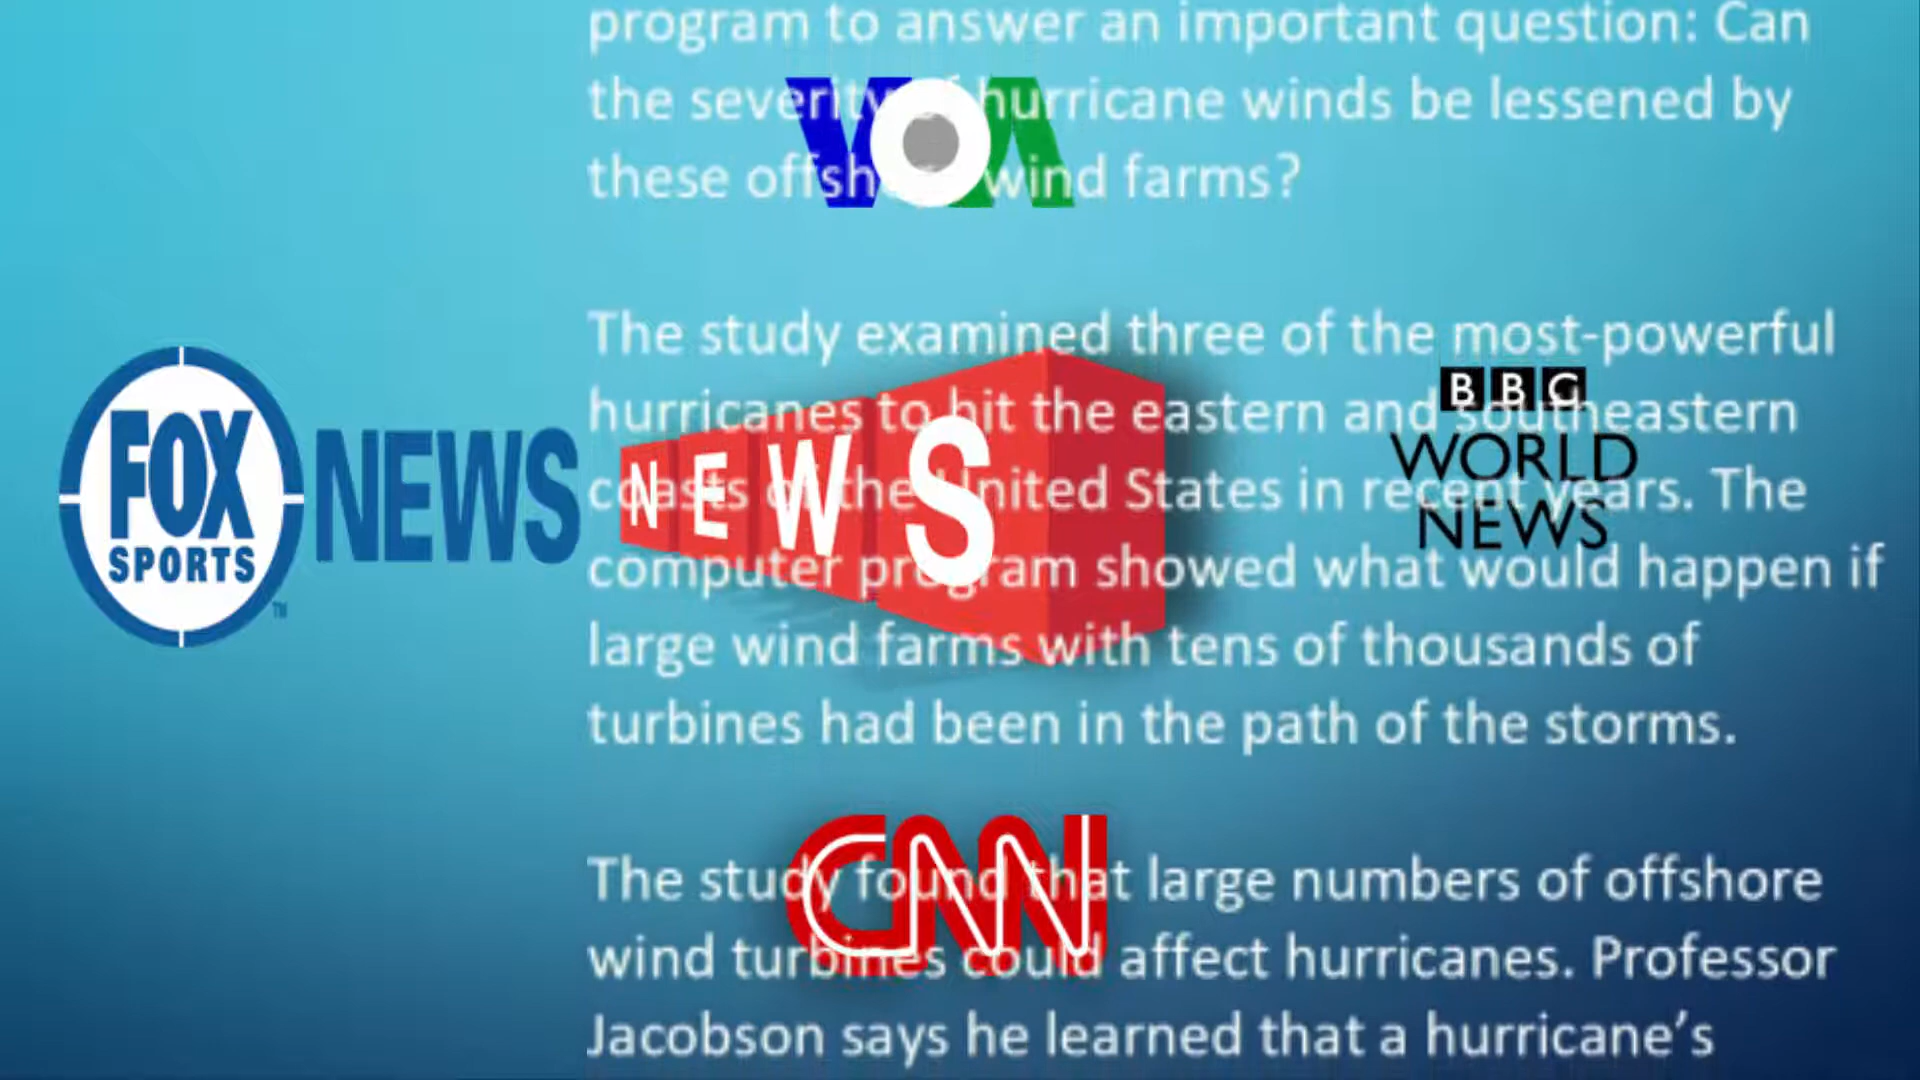 program to answer an important question: Can
the severity of hurricane winds be lessened by
these offshore wind farms?
VOA
The study examined three of the most-powerful
hurricanes to hit the eastern and southeastern
coasts of the United States in recent years. The
computer program showed what would happen if
large wind farms with tens of thousands of
turbines had been in the path of the storms.
FOX
SPORTS
TM
NEWS
NEWS
BBC
WORLD
NEWS
The study found that large numbers of offshore
wind turbines could affect hurricanes. Professor
Jacobson says he learned that a hurricane’s
CNN